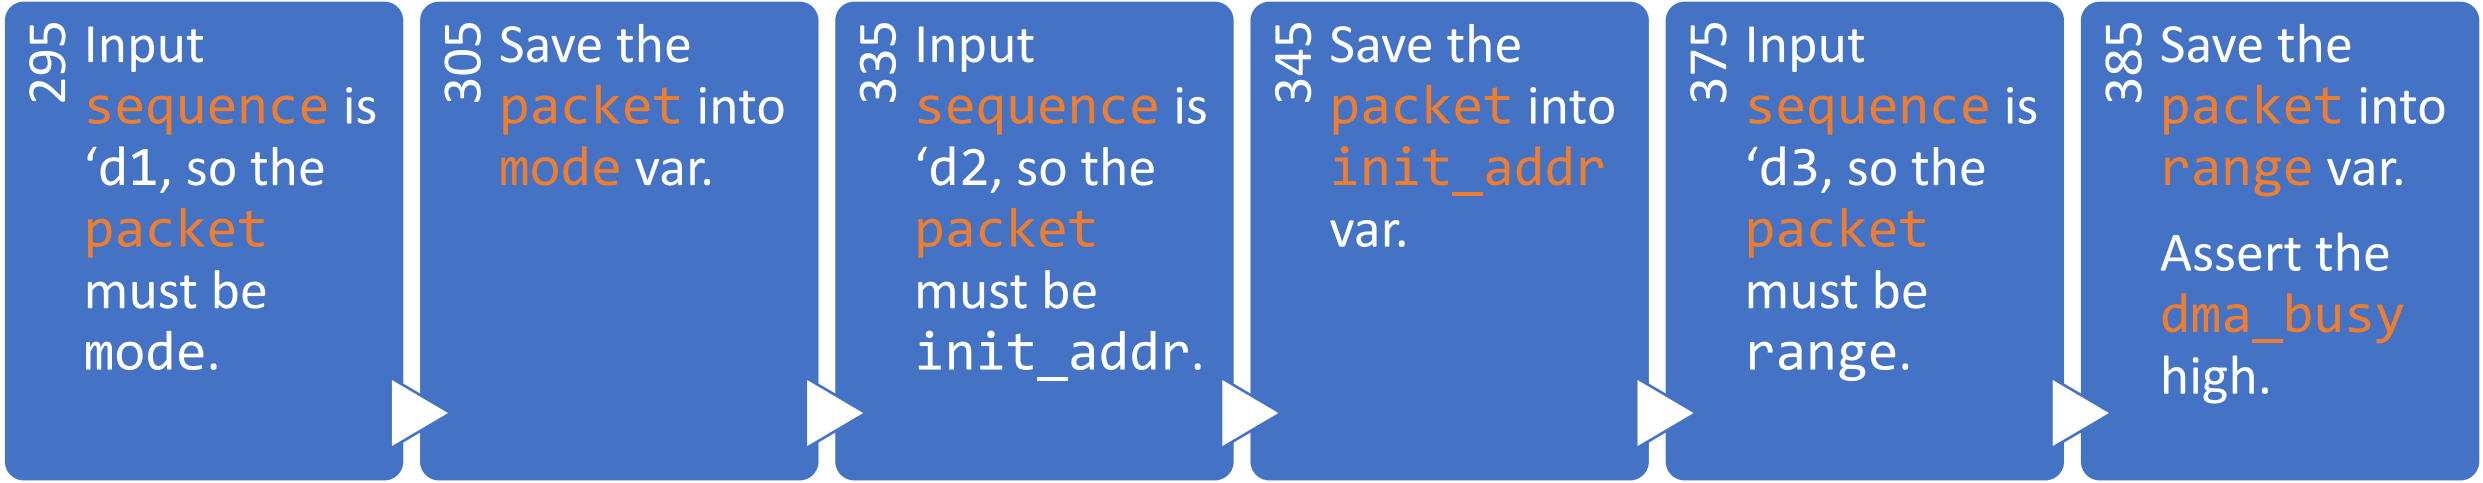 295
Input
sequence is
‘d1, so the
packet
must be
mode.
305
Save the
packet into
mode var.
335
Input
sequence is
‘d2, so the
packet
must be
init_addr.
345
Save the
packet into
init_addr
var.
375
Input
sequence is
‘d3, so the
packet
must be
range.
385
Save the
packet into
range var.
Assert the
dma_busy
high.